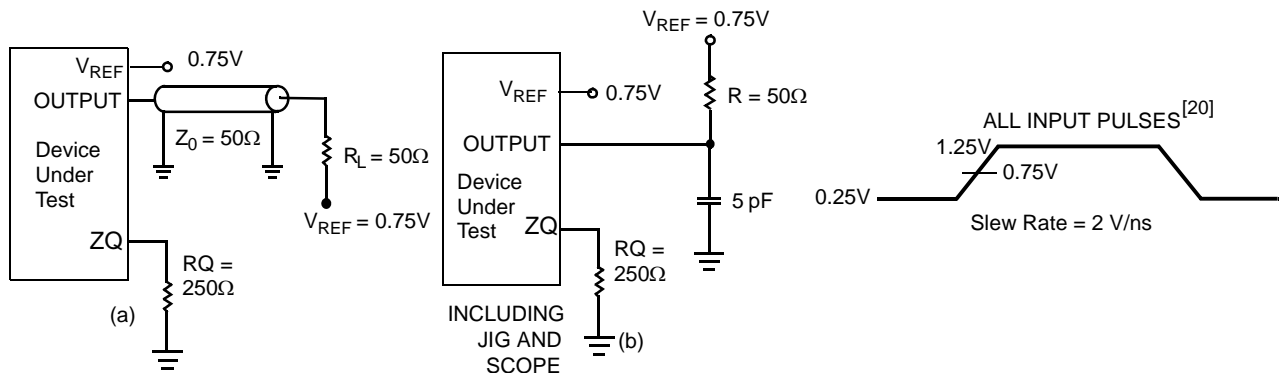 V_REF 0.75V
OUTPUT
Z_0 = 50Ω
Device
Under
Test
R_L = 50Ω
V_REF = 0.75V
ZQ
RQ =
250Ω
(a)
V_REF = 0.75V
R = 50Ω
V_REF 0.75V
OUTPUT
Device
Under
Test
5 pF
ZQ
RQ =
250Ω
INCLUDING
JIG AND
SCOPE
(b)
ALL INPUT PULSES[20]
1.25V
0.75V
0.25V
Slew Rate = 2 V/ns